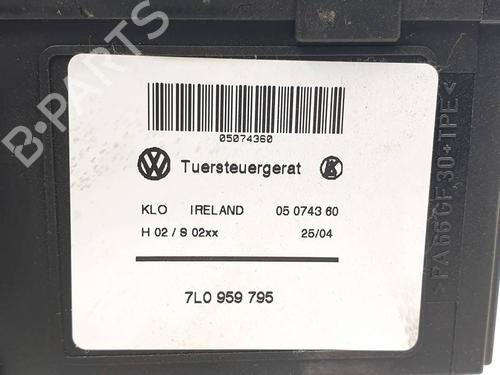 05074360
Tuersteuergerat
KLO IRELAND 05 0743 60
H 02 / S 02xx 25/04
7L0 959 795
>PA66GF30+TPE<
B-PARTS